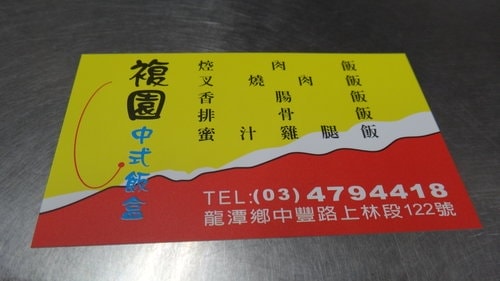 複園
中式飯盒
焢肉飯
叉燒肉飯
香腸飯
排骨飯
蜜汁雞腿飯
TEL:(03) 4794418
龍潭鄉中豐路上林段122號